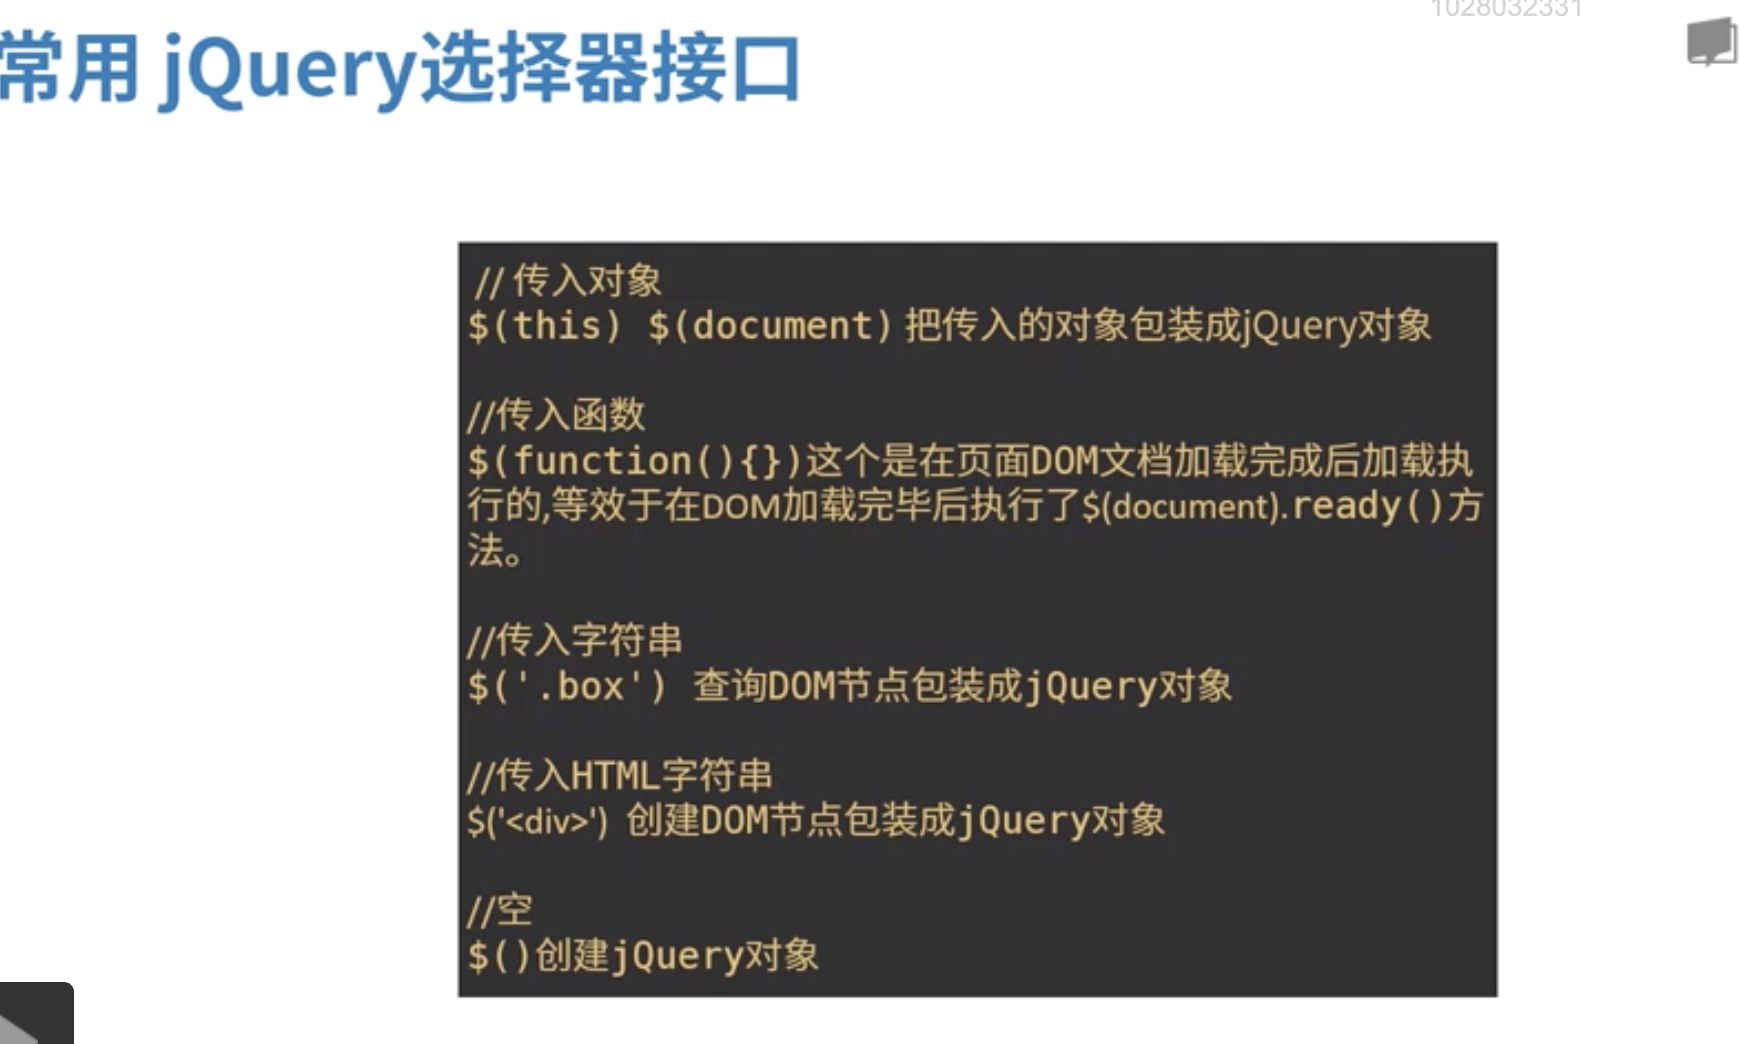 1028032331
常用 jQuery选择器接口
// 传入对象
$(this) $(document) 把传入的对象包装成jQuery对象
//传入函数
$(function(){})这个是在页面DOM文档加载完成后加载执
行的,等效于在DOM加载完毕后执行了$(document).ready()方
法。
//传入字符串
$('.box') 查询DOM节点包装成jQuery对象
//传入HTML字符串
$('<div>') 创建DOM节点包装成jQuery对象
//空
$()创建jQuery对象